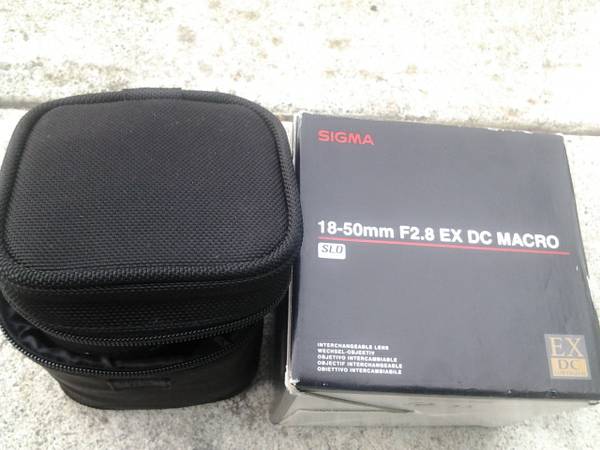 SIGMA
18-50mm F2.8 EX DC MACRO
SLD
INTERCHANGEABLE LENS
WECHSEL-OBJEKTIV
OBJETIVO INTERCAMBIABLE
OBJECTIF INTERCHANGEABLE
OBIETTIVO INTERCAMBIABILE
EX
DC